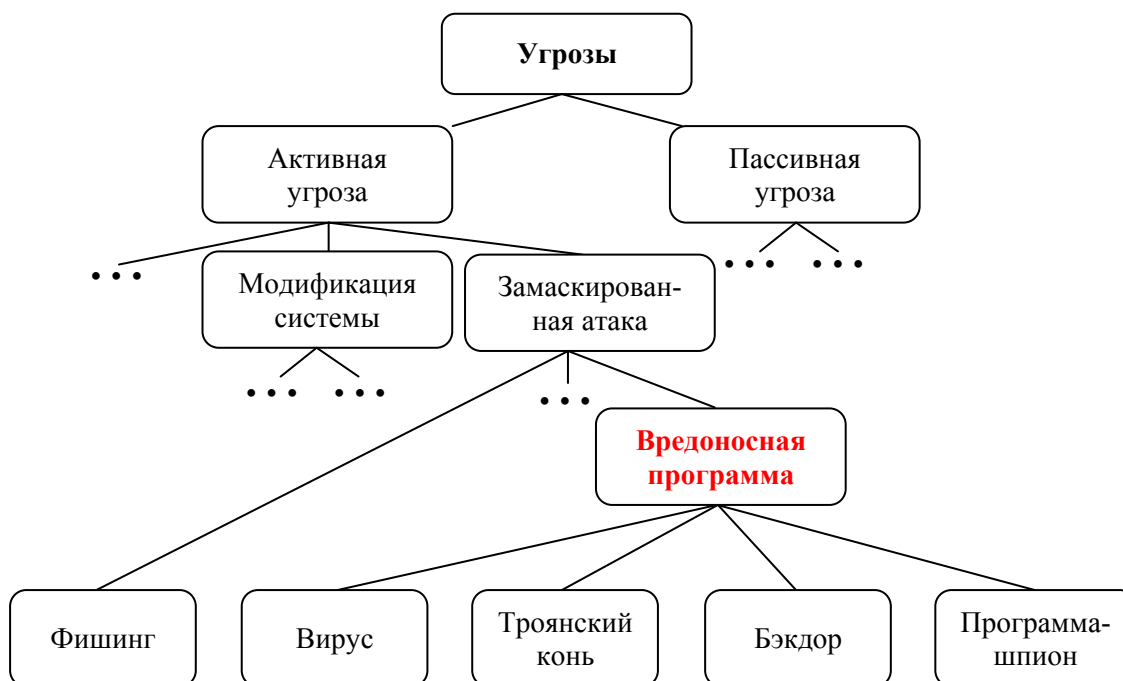 Угрозы
Активная
угроза
Пассивная
угроза
• • •
Модификация
системы
Замаскирован-
ная атака
• • • • • •
• • • • • •
• • •
Вредоносная
программа
Фишинг
Вирус
Троянский
конь
Бэкдор
Программа-
шпион